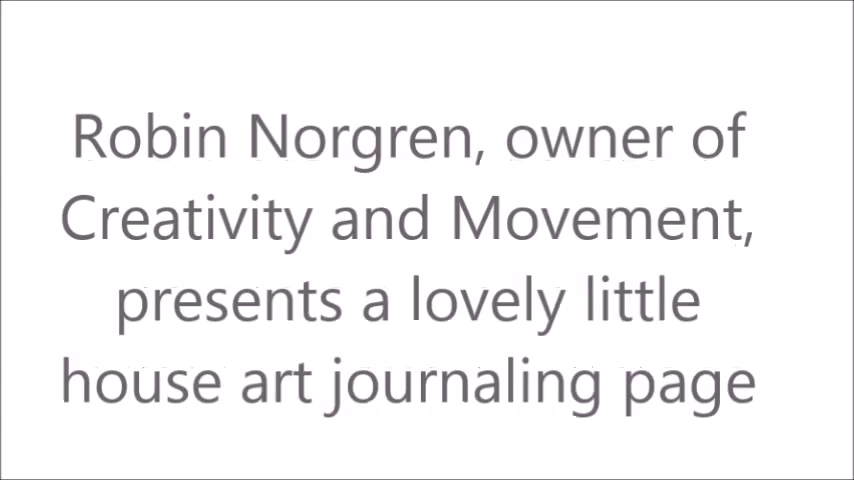 Robin Norgren, owner of
Creativity and Movement,
presents a lovely little
house art journaling page